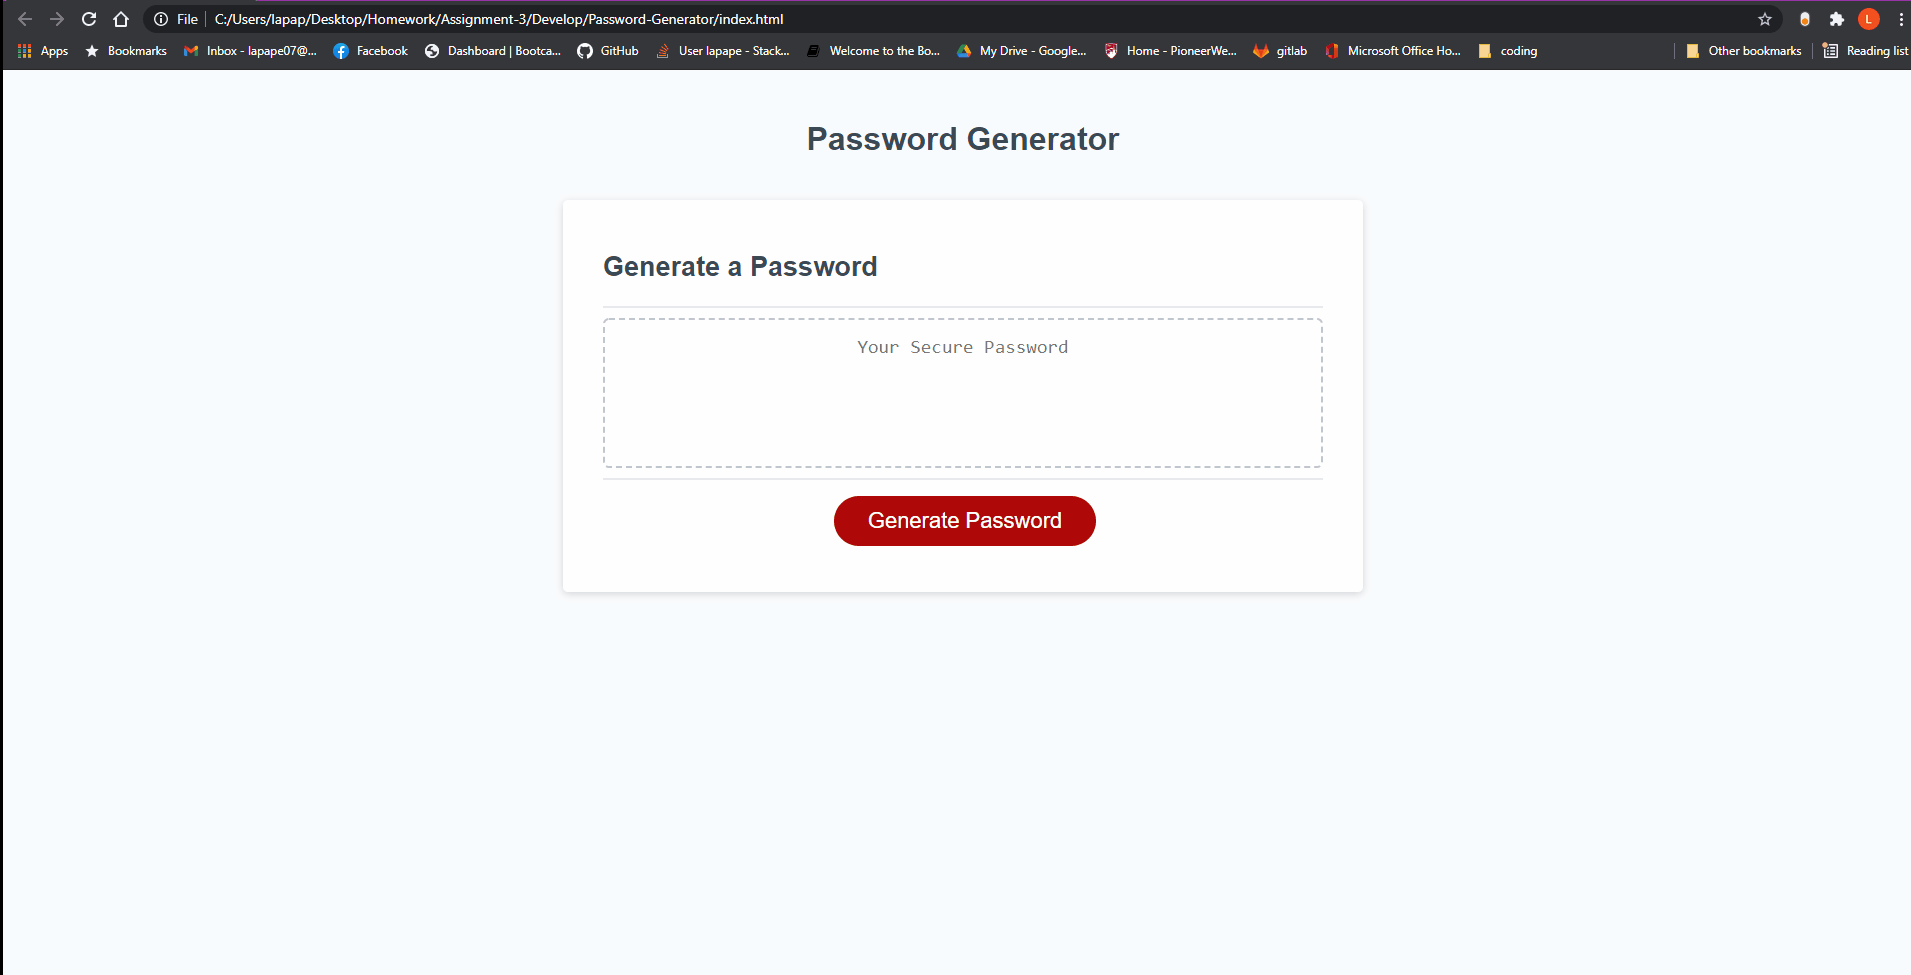 File C:/Users/lapap/Desktop/Homework/Assignment-3/Develop/Password-Generator/index.html L
Apps Bookmarks Inbox - lapape07@... Facebook Dashboard | Bootca... GitHub User lapape - Stack... Welcome to the Bo... My Drive - Google... Home - PioneerWe... gitlab Microsoft Office Ho... coding Other bookmarks Reading list
Password Generator
Generate a Password
Your Secure Password
Generate Password